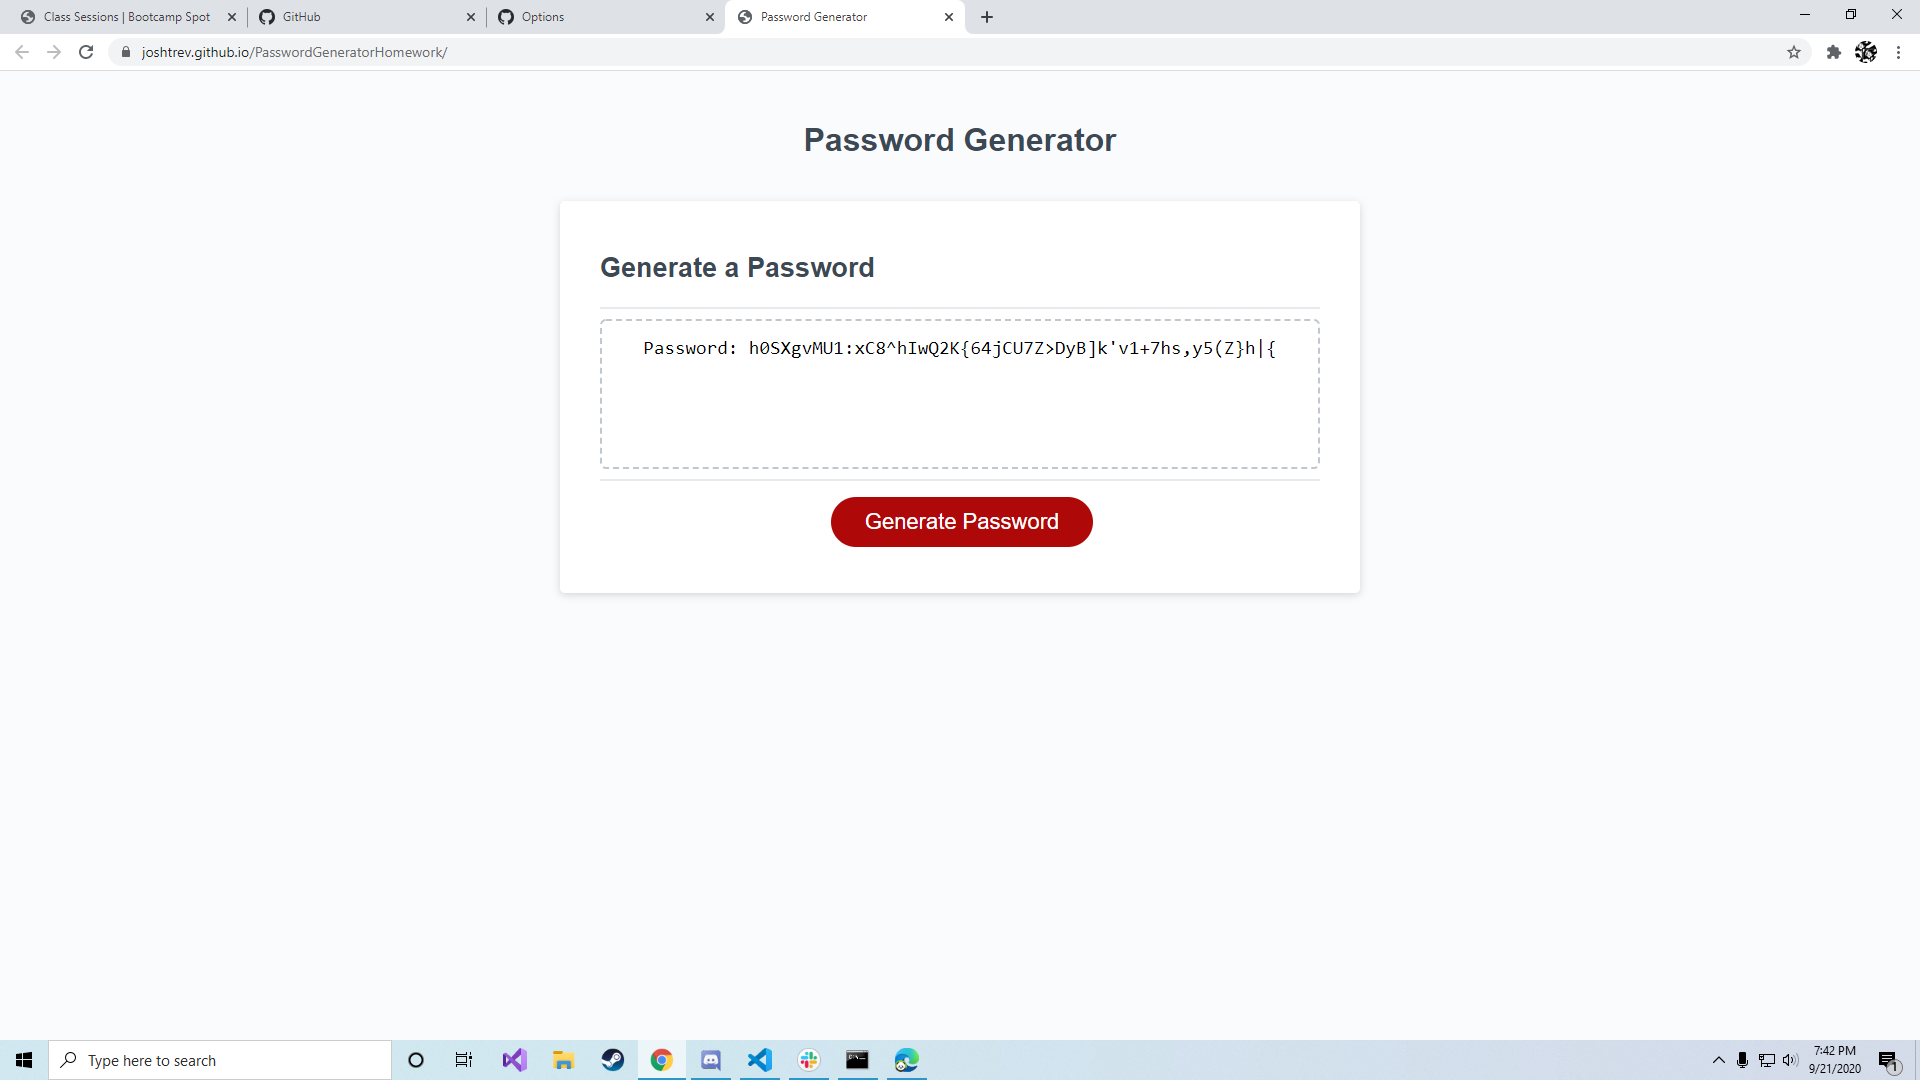 Class Sessions | Bootcamp Spot
GitHub
Options
Password Generator
joshtrev.github.io/PasswordGeneratorHomework/
Password Generator
Generate a Password
Password: h0SXgvMU1:xC8^hIwQ2K{64jCU7Z>DyB]k'v1+7hs,y5(Z}h|{
Generate Password
Type here to search
7:42 PM
9/21/2020
1